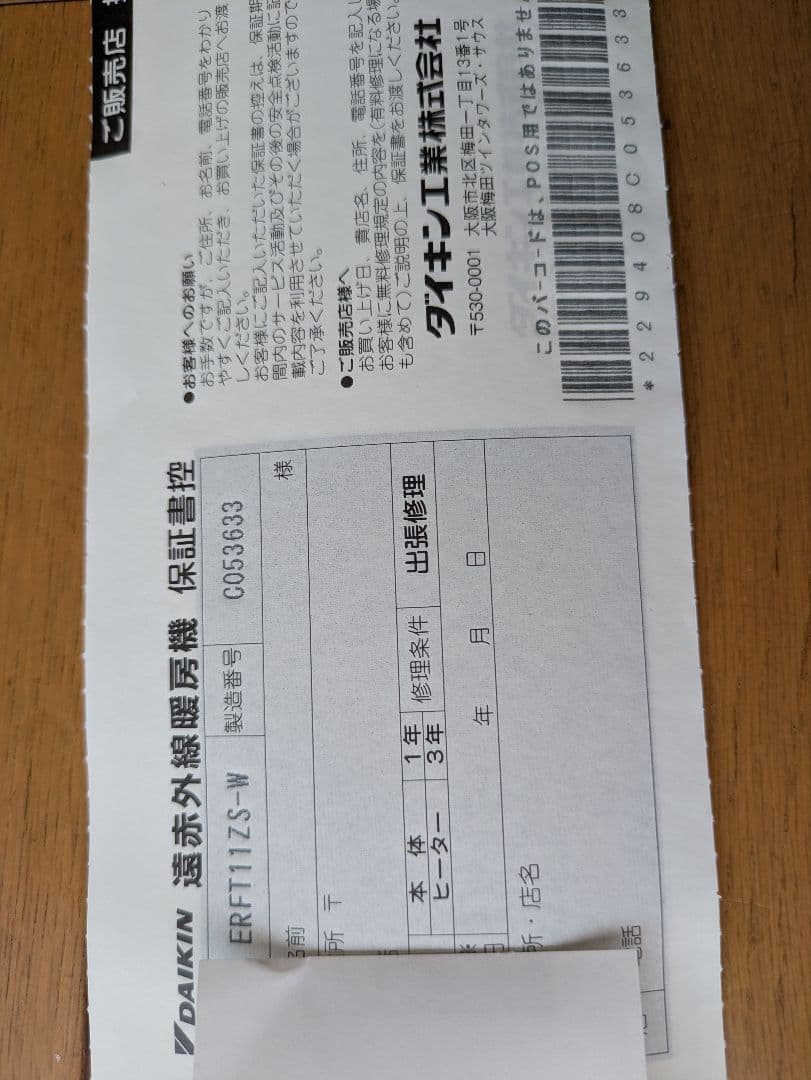 DAIKIN 遠赤外線暖房機 保証書控
ERFT11ZS-W 製造番号 C053633
名前 様
所 〒
本体 1年 修理条件 出張修理
ヒーター 3年
日 年 月 日
所・店名
電話
ご販売店
●お客様へのお願い
お手数ですが、ご住所、お名前、電話番号をわかり
やすくご記入いただき、お買い上げの販売店へお渡
しください。
お客様にご記入いただいた保証書の控えは、保証期
間内のサービス活動及びその後の安全点検活動に記
載内容を利用させていただく場合がございますので
ご了承ください。
●ご販売店様へ
お買い上げ日、貴店名、住所、電話番号を記入し
お客様に無料修理規定の内容を(有料修理になる場
も含めて)ご説明の上、保証書をお渡しください。
ダイキン工業株式会社
〒530-0001 大阪市北区梅田一丁目13番1号
大阪梅田ツインタワーズ・サウス
このバーコードは、POS用ではありませ
*229408C053633